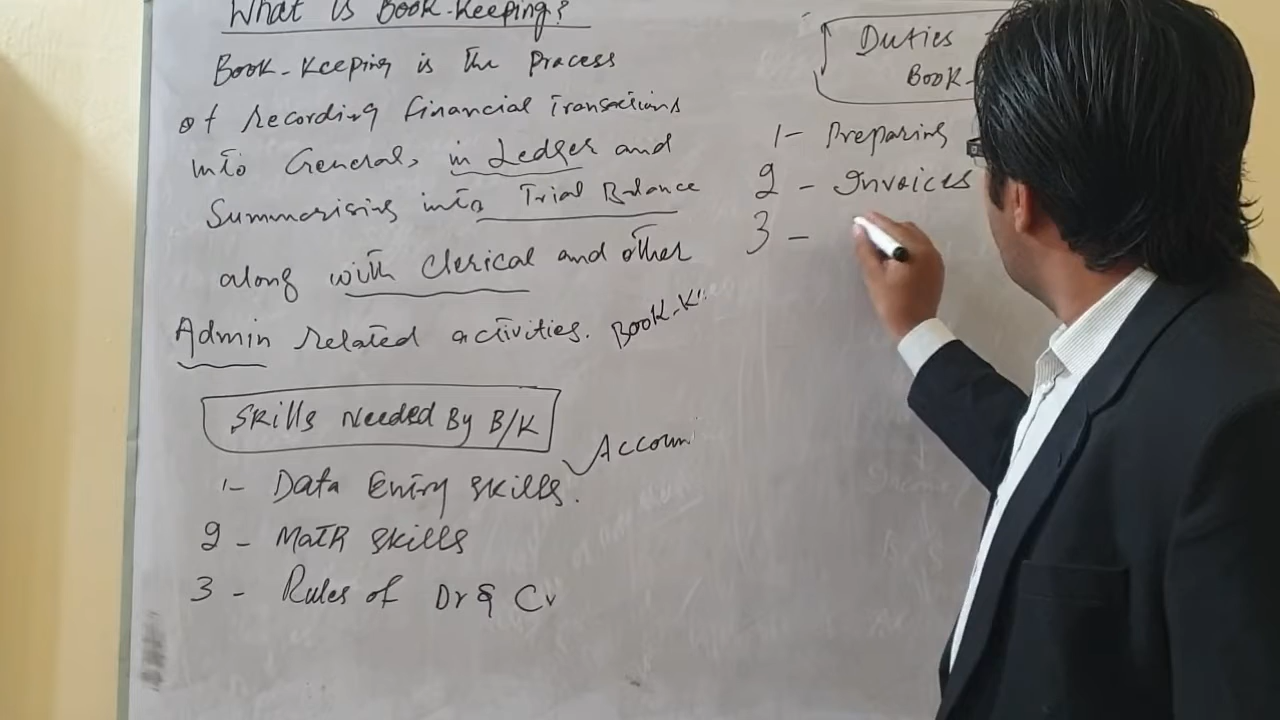 What is Book-Keeping?
Book-Keeping is the Process
of recording financial Transactions
into General, in Ledger and
Summarising into Trial Balance
along with Clerical and other
Admin related activities. Book-K
Skills Needed By B/K
1- Data Entry skills. Accoun
2- Math skills
3- Rules of Dr & Cr
Duties
Book-
1- Preparing
2- Invoices
3-